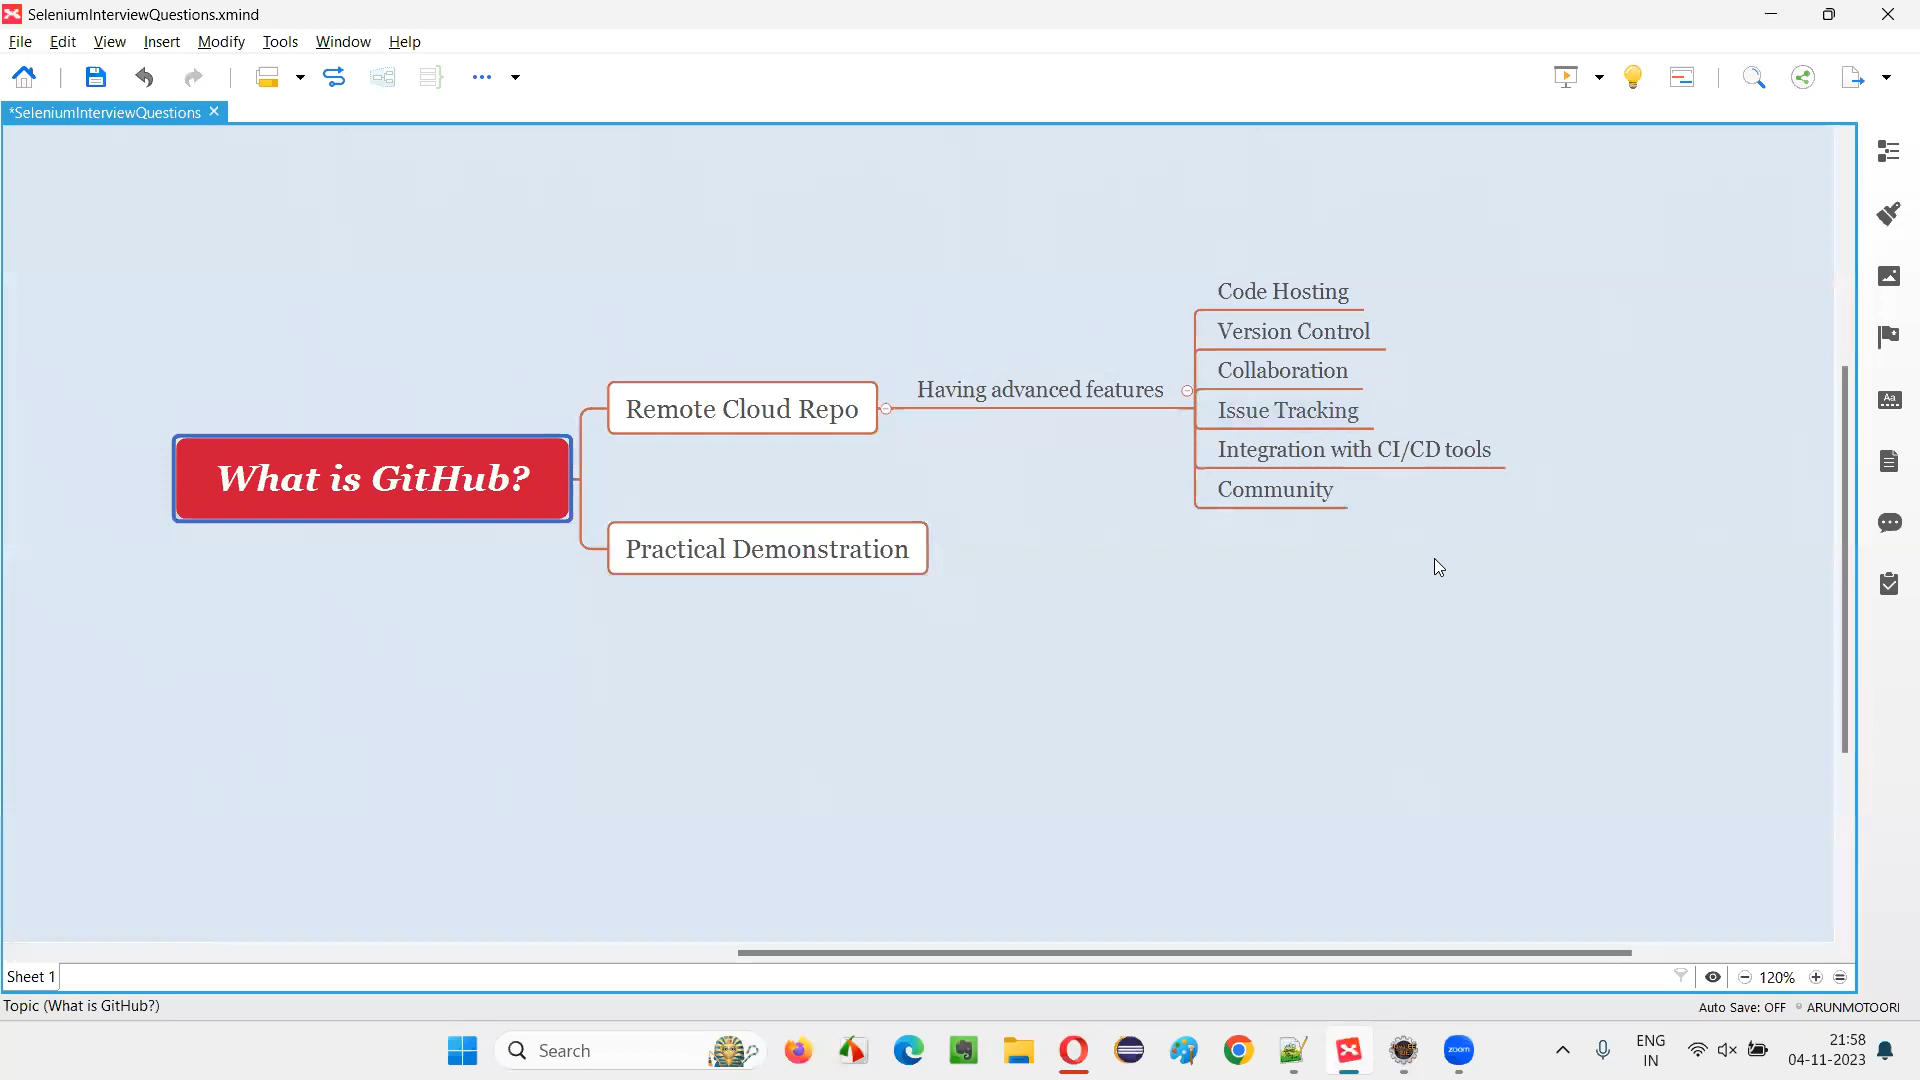 SeleniumInterviewQuestions.xmind
File Edit View Insert Modify Tools Window Help
*SeleniumInterviewQuestions
Code Hosting
Version Control
Collaboration
Remote Cloud Repo
Having advanced features
Issue Tracking
Integration with CI/CD tools
What is GitHub?
Community
Practical Demonstration
Aa
Sheet 1
120%
Topic (What is GitHub?)
Auto Save: OFF
ARUNMOTOORI
Search
zoom
ENG
IN
21:58
04-11-2023